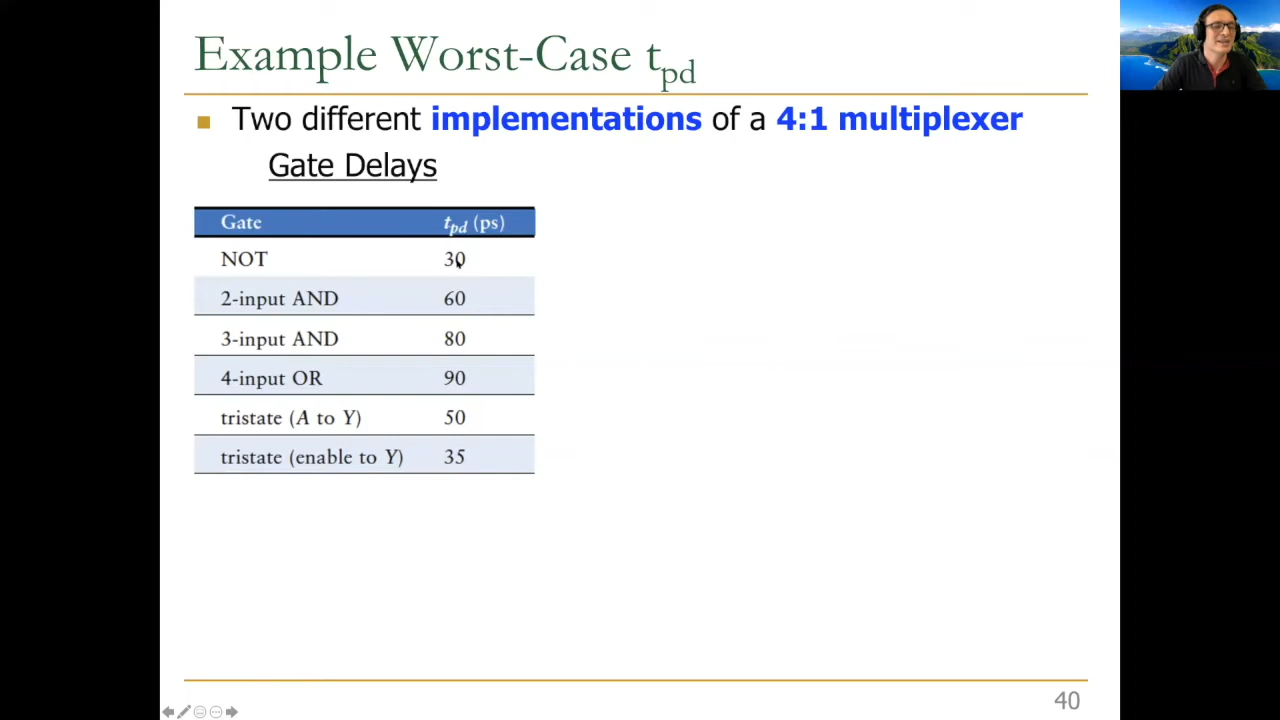 Example Worst-Case tpd
Two different implementations of a 4:1 multiplexer
Gate Delays
Gate tpd (ps)
NOT 30
2-input AND 60
3-input AND 80
4-input OR 90
tristate (A to Y) 50
tristate (enable to Y) 35
40